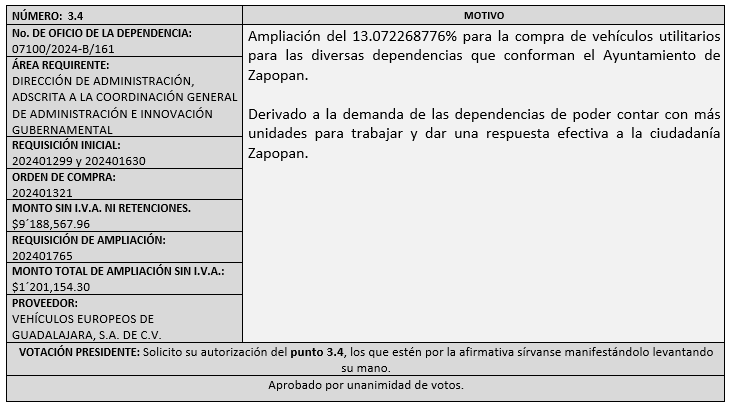 NÚMERO: 3.4
MOTIVO
No. DE OFICIO DE LA DEPENDENCIA:
07100/2024-B/161
ÁREA REQUIRENTE:
DIRECCIÓN DE ADMINISTRACIÓN,
ADSCRITA A LA COORDINACIÓN GENERAL
DE ADMINISTRACIÓN E INNOVACIÓN
GUBERNAMENTAL
REQUISICIÓN INICIAL:
202401299 y 202401630
ORDEN DE COMPRA:
202401321
MONTO SIN I.V.A. NI RETENCIONES.
$9´188,567.96
REQUISICIÓN DE AMPLIACIÓN:
202401765
MONTO TOTAL DE AMPLIACIÓN SIN I.V.A.:
$1´201,154.30
PROVEEDOR:
VEHÍCULOS EUROPEOS DE
GUADALAJARA, S.A. DE C.V.
Ampliación del 13.072268776% para la compra de vehículos utilitarios
para las diversas dependencias que conforman el Ayuntamiento de
Zapopan.
Derivado a la demanda de las dependencias de poder contar con más
unidades para trabajar y dar una respuesta efectiva a la ciudadanía
Zapopan.
VOTACIÓN PRESIDENTE: Solicito su autorización del punto 3.4, los que estén por la afirmativa sírvanse manifestándolo levantando
su mano.
Aprobado por unanimidad de votos.